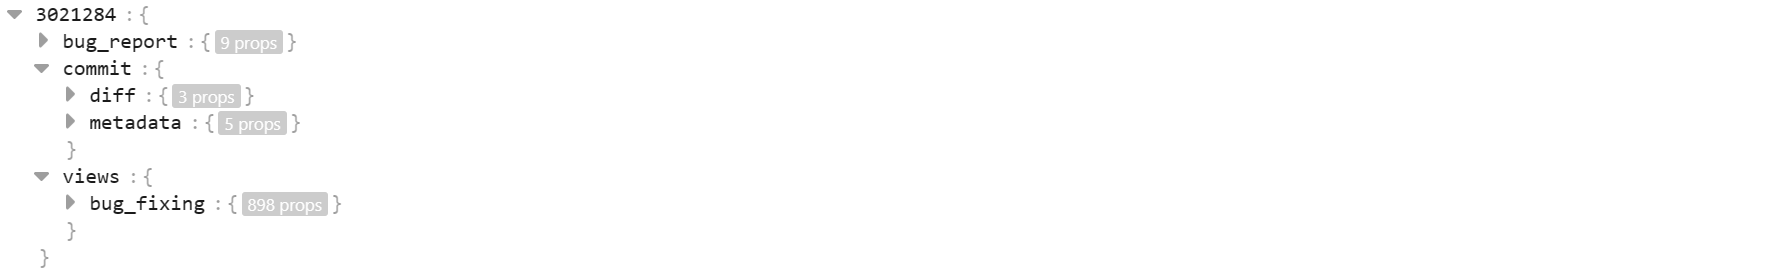 3021284 : {
bug_report : { 9 props }
commit : {
diff : { 3 props }
metadata : { 5 props }
}
views : {
bug_fixing : { 898 props }
}
}